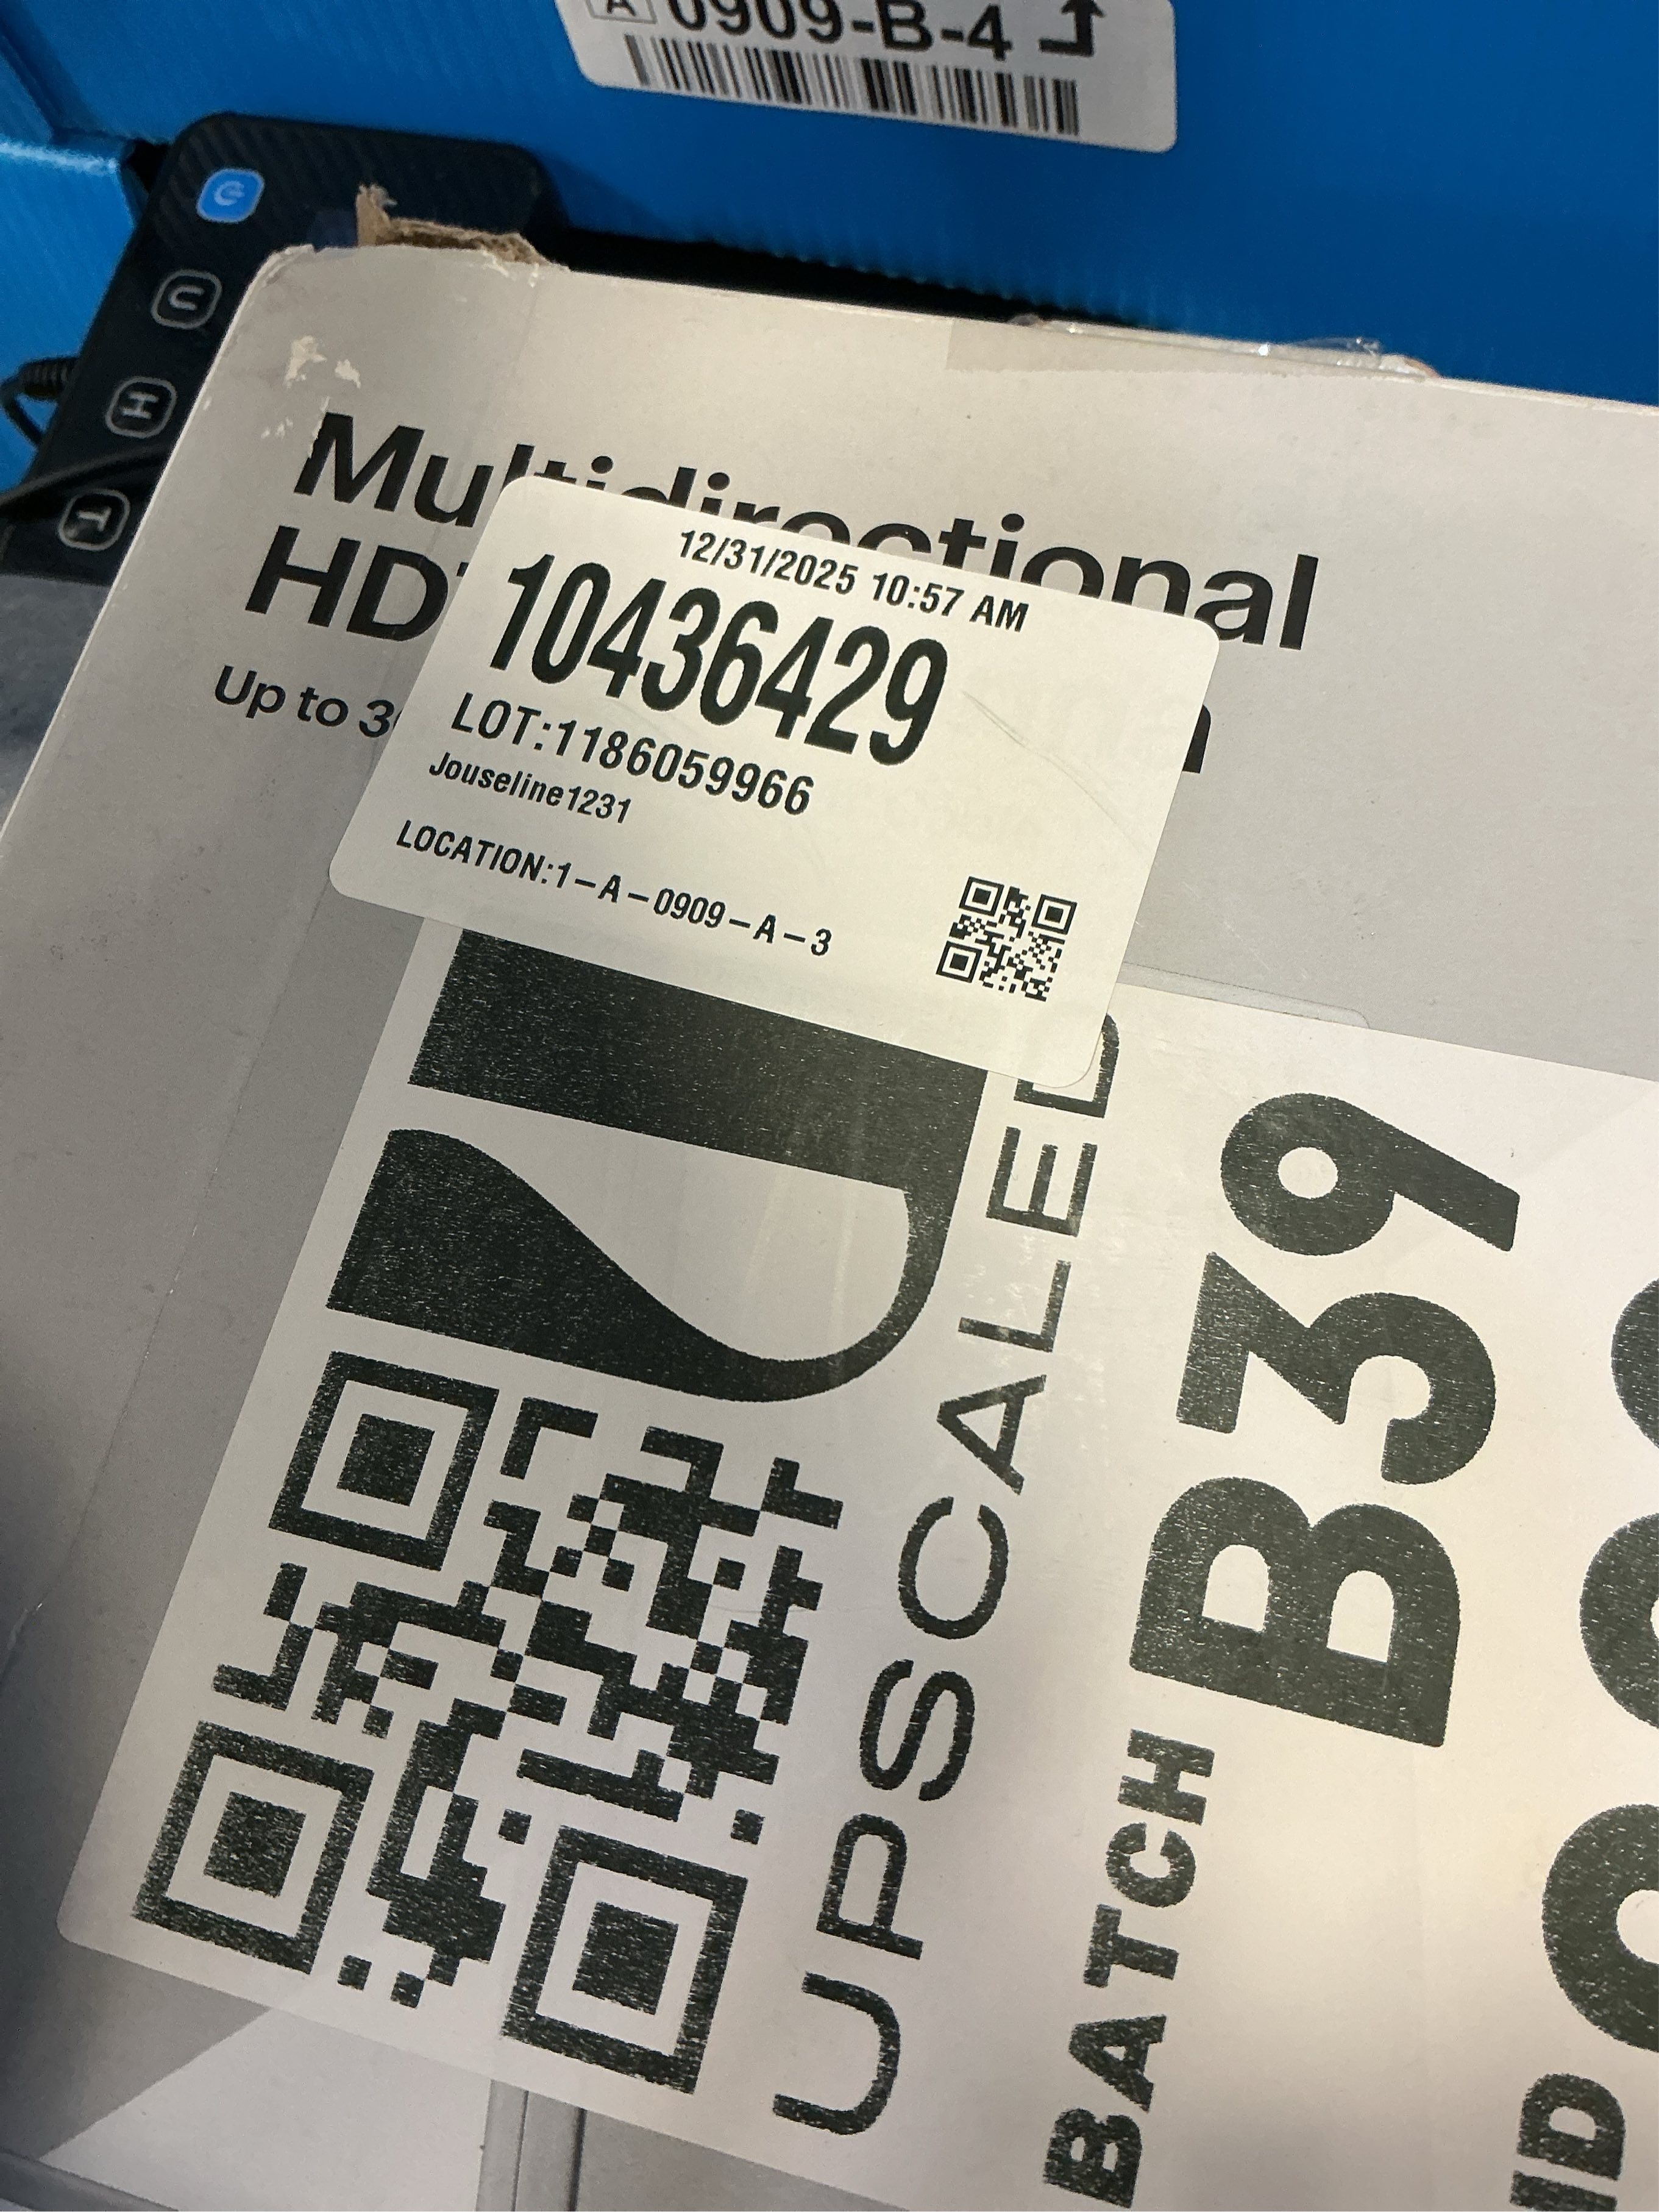 A 0909-B-4
U
H
T
Multidirectional
HD
Up to
12/31/2025 10:57 AM
10436429
LOT:1186059966
Jouseline1231
LOCATION:1-A-0909-A-3
UPSCALED
BATCH B39